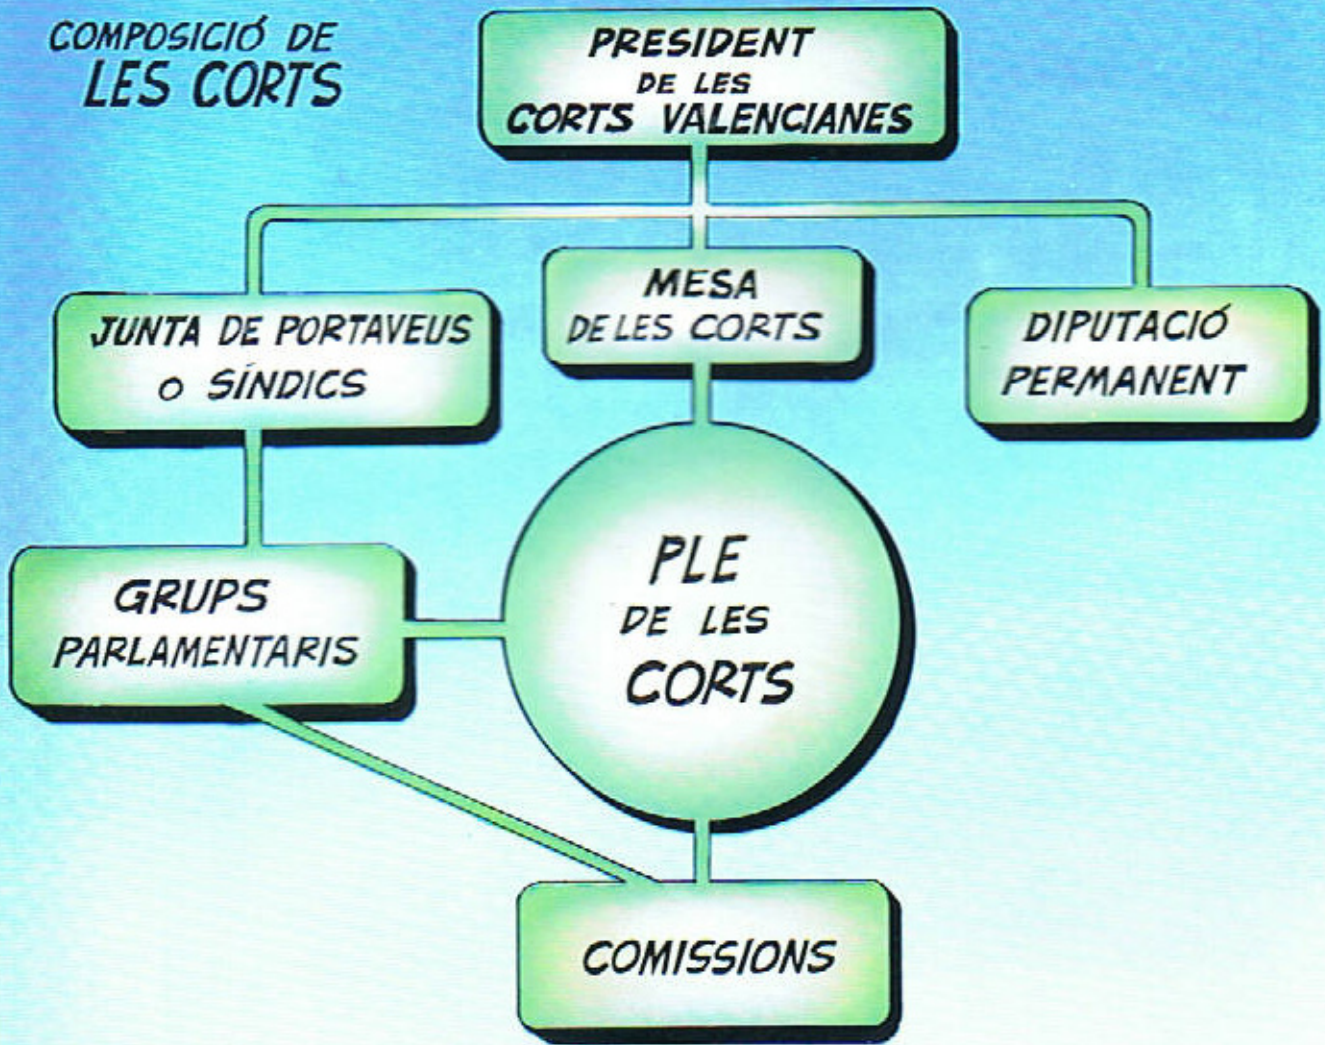 COMPOSICIÓ DE
LES CORTS
PRESIDENT
DE LES
CORTS VALENCIANES
JUNTA DE PORTAVEUS
O SÍNDICS
MESA
DE LES CORTS
DIPUTACIÓ
PERMANENT
GRUPS
PARLAMENTARIS
PLE
DE LES
CORTS
COMISSIONS